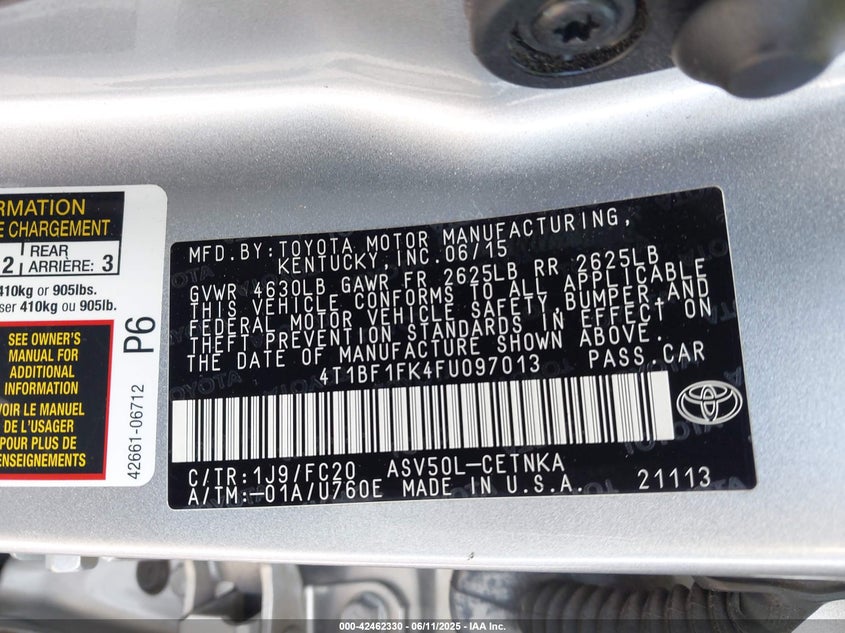 RMATION
E CHARGEMENT
2 REAR ARRIÈRE: 3
410kg or 905lbs.
ser 410kg ou 905lb.
SEE OWNER'S
MANUAL FOR
ADDITIONAL
INFORMATION
VOIR LE MANUEL
DE L'USAGER
POUR PLUS DE
RENSEIGNEMENTS
P6
42661-06712
MFD.BY:TOYOTA MOTOR MANUFACTURING,
KENTUCKY,INC.06/15
GVWR 4630LB GAWR FR 2625LB RR 2625LB
THIS VEHICLE CONFORMS TO ALL APPLICABLE
FEDERAL MOTOR VEHICLE SAFETY,BUMPER,AND
THEFT PREVENTION STANDARDS IN EFFECT ON
THE DATE OF MANUFACTURE SHOWN ABOVE.
4T1BF1FK4FU097013 PASS.CAR
C/TR:1J9/FC20 ASV50L-CETNKA
A/TM:-01A/U760E MADE IN U.S.A. 21113
000-42462330 - 06/11/2025 - IAA Inc.